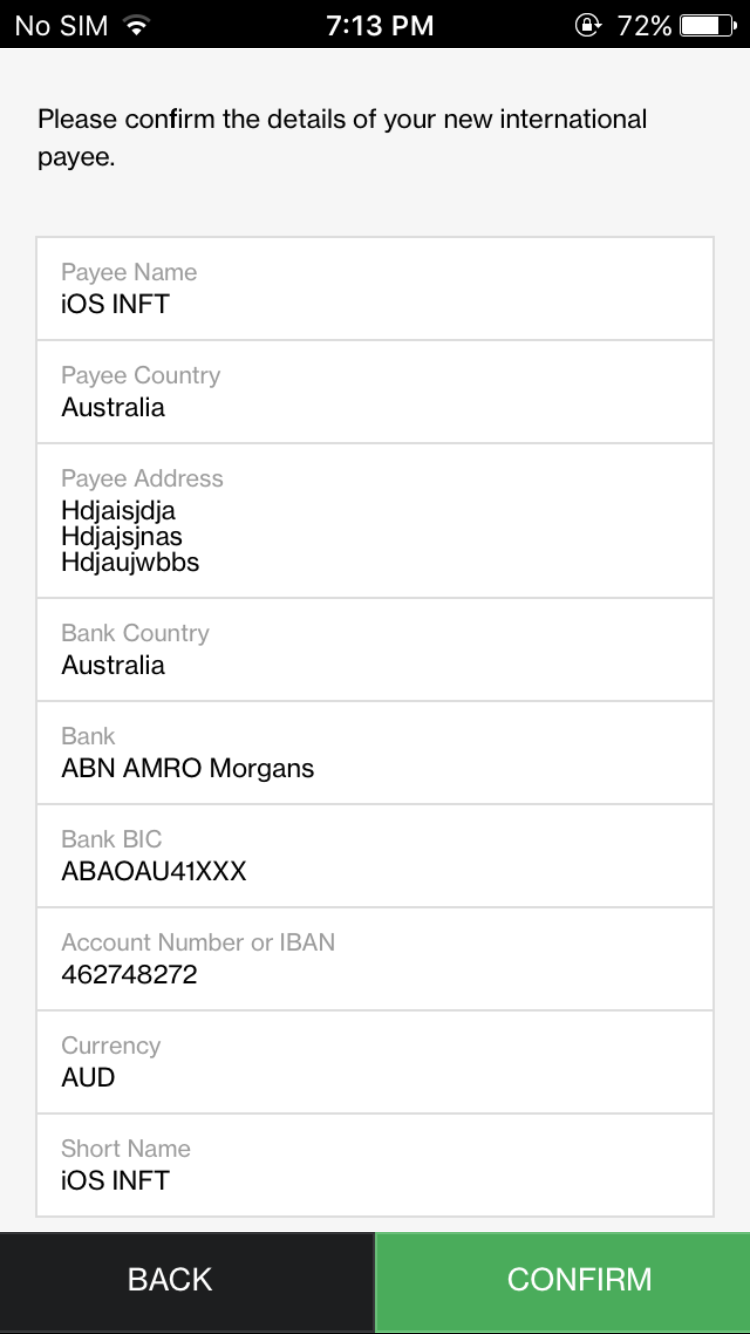 No SIM 7:13 PM 72%
Please confirm the details of your new international
payee.
Payee Name
iOS INFT
Payee Country
Australia
Payee Address
Hdjaisjdja
Hdjajsjnas
Hdjaujwbbs
Bank Country
Australia
Bank
ABN AMRO Morgans
Bank BIC
ABAOAU41XXX
Account Number or IBAN
462748272
Currency
AUD
Short Name
iOS INFT
BACK CONFIRM